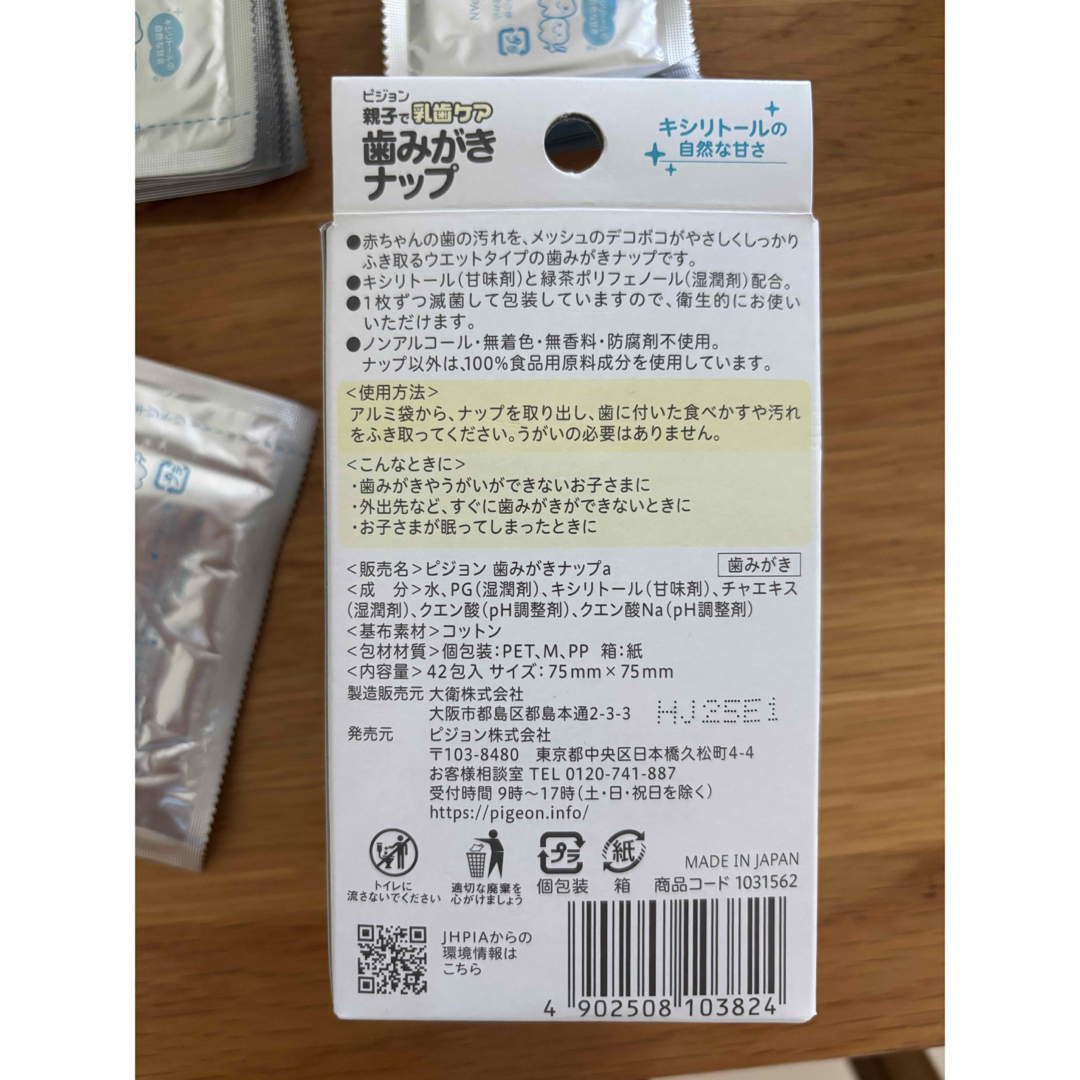 キシリトールの
自然な甘さ
プラ
JAPAN
プラ
プラ
ピジョン
親子で乳歯ケア
歯みがき
ナップ
キシリトールの
自然な甘さ
●赤ちゃんの歯の汚れを、メッシュのデコボコがやさしくしっかり
ふき取るウエットタイプの歯みがきナップです。
●キシリトール(甘味剤)と緑茶ポリフェノール(湿潤剤)配合。
●1枚ずつ滅菌して包装していますので、衛生的にお使い
いただけます。
●ノンアルコール・無着色・無香料・防腐剤不使用。
ナップ以外は、100%食品用原料成分を使用しています。
<使用方法>
アルミ袋から、ナップを取り出し、歯に付いた食べかすや汚れ
をふき取ってください。うがいの必要はありません。
<こんなときに>
・歯みがきやうがいができないお子さまに
・外出先など、すぐに歯みがきができないときに
・お子さまが眠ってしまったときに
<販売名>ピジョン 歯みがきナップa 歯みがき
<成 分>水、PG(湿潤剤)、キシリトール(甘味剤)、チャエキス
(湿潤剤)、クエン酸(pH調整剤)、クエン酸Na(pH調整剤)
<基布素材>コットン
<包材材質>個包装:PET、M、PP 箱:紙
<内容量>42包入 サイズ:75mm×75mm
製造販売元 大衛株式会社
大阪市都島区都島本通2-3-3 HJ25E1
発売元 ピジョン株式会社
〒103-8480 東京都中央区日本橋久松町4-4
お客様相談室 TEL 0120-741-887
受付時間 9時〜17時(土・日・祝日を除く)
https://pigeon.info/
トイレに
流さないでください
適切な廃棄を
心がけましょう
プラ
個包装
紙
箱
MADE IN JAPAN
商品コード 1031562
JHPIAからの
環境情報は
こちら
4 902508 103824